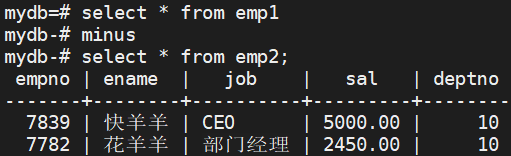 mydb=# select * from emp1
mydb-# minus
mydb-# select * from emp2;
 empno | ename  |   job    |   sal   | deptno
-------+--------+----------+---------+--------
  7839 | 快羊羊 | CEO      | 5000.00 |     10
  7782 | 花羊羊 | 部门经理 | 2450.00 |     10